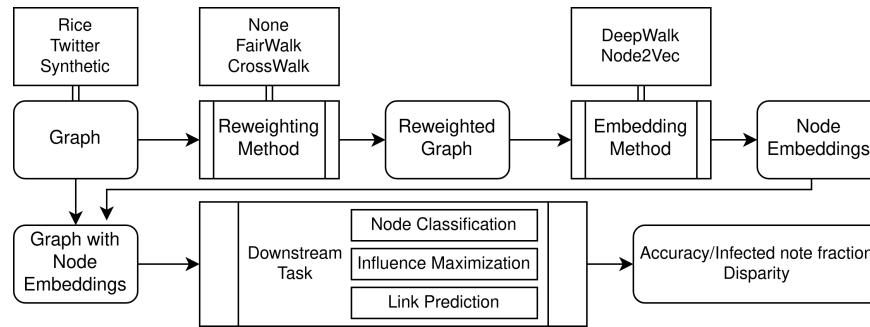 Rice
Twitter
Synthetic
None
FairWalk
CrossWalk
DeepWalk
Node2Vec
Graph
Reweighting
Method
Reweighted
Graph
Embedding
Method
Node
Embeddings
Graph with
Node
Embeddings
Downstream
Task
Node Classification
Influence Maximization
Link Prediction
Accuracy/Infected note fraction
Disparity